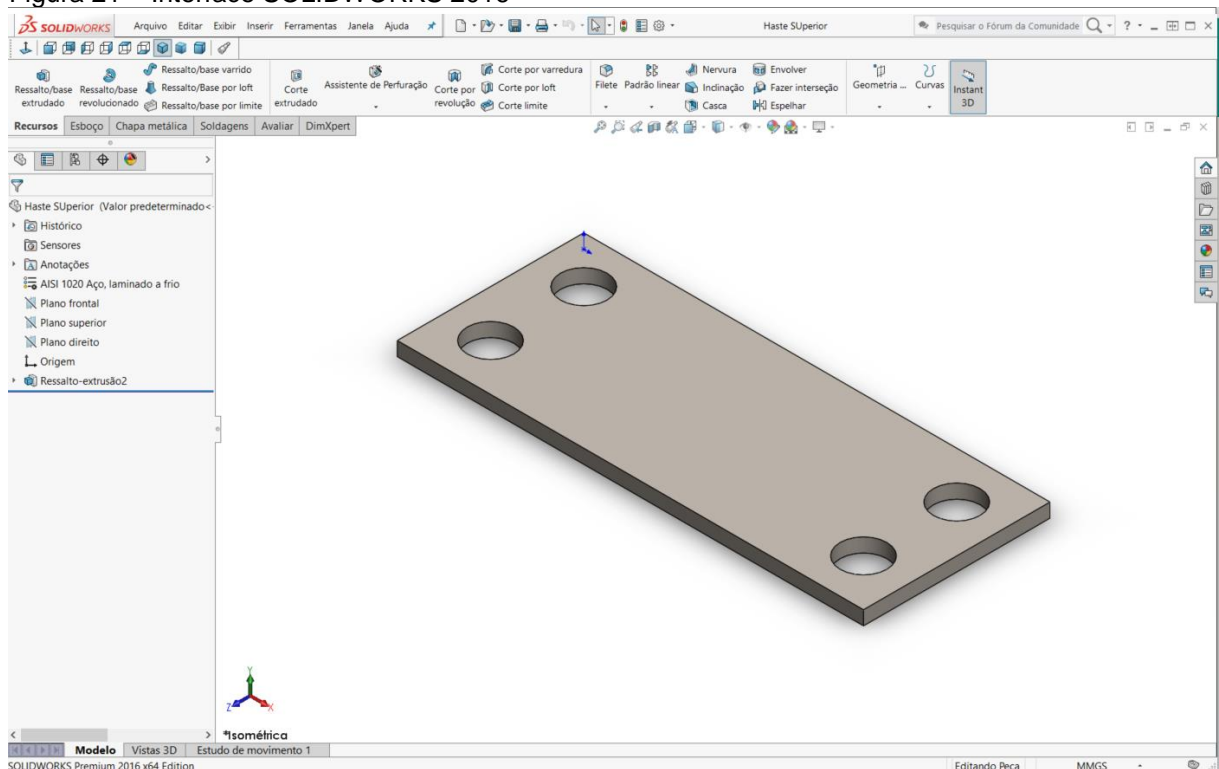 Figura 21 – Interface SOLIDWORKS 2016
SOLIDWORKS Arquivo Editar Exibir Inserir Ferramentas Janela Ajuda Haste SUperior Pesquisar o Fórum da Comunidade ?
Ressalto/base extrudado
Ressalto/base revolucionado
Ressalto/base varrido
Ressalto/Base por loft
Ressalto/base por limite
Corte extrudado
Assistente de Perfuração
Corte por revolução
Corte por varredura
Corte por loft
Corte limite
Filete
Padrão linear
Nervura
Inclinação
Casca
Envolver
Fazer interseção
Espelhar
Geometria ...
Curvas
Instant 3D
Recursos Esboço Chapa metálica Soldagens Avaliar DimXpert
Haste SUperior (Valor predeterminado<
Histórico
Sensores
A Anotações
AISI 1020 Aço, laminado a frio
Plano frontal
Plano superior
Plano direito
Origem
Ressalto-extrusão2
Y
Z X
*Isométrica
Modelo Vistas 3D Estudo de movimento 1
SOLIDWORKS Premium 2016 x64 Edition Editando Peça MMGS